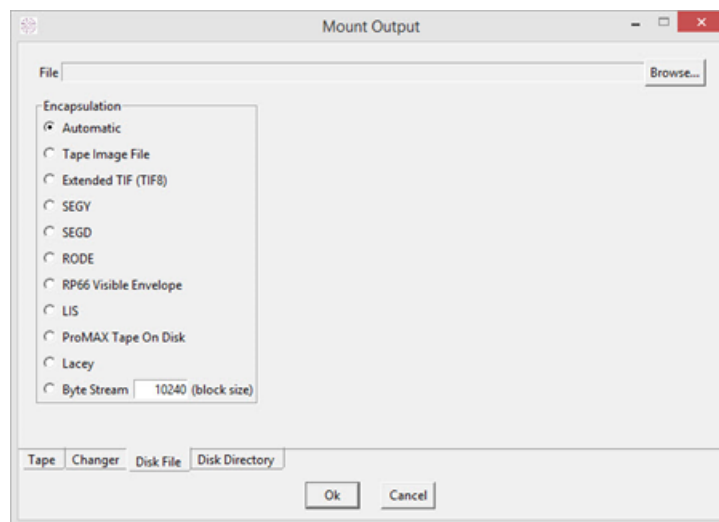 Mount Output
File Browse...
Encapsulation
Automatic
Tape Image File
Extended TIF (TIF8)
SEGY
SEGD
RODE
RP66 Visible Envelope
LIS
ProMAX Tape On Disk
Lacey
Byte Stream 10240 (block size)
Tape Changer Disk File Disk Directory
Ok Cancel